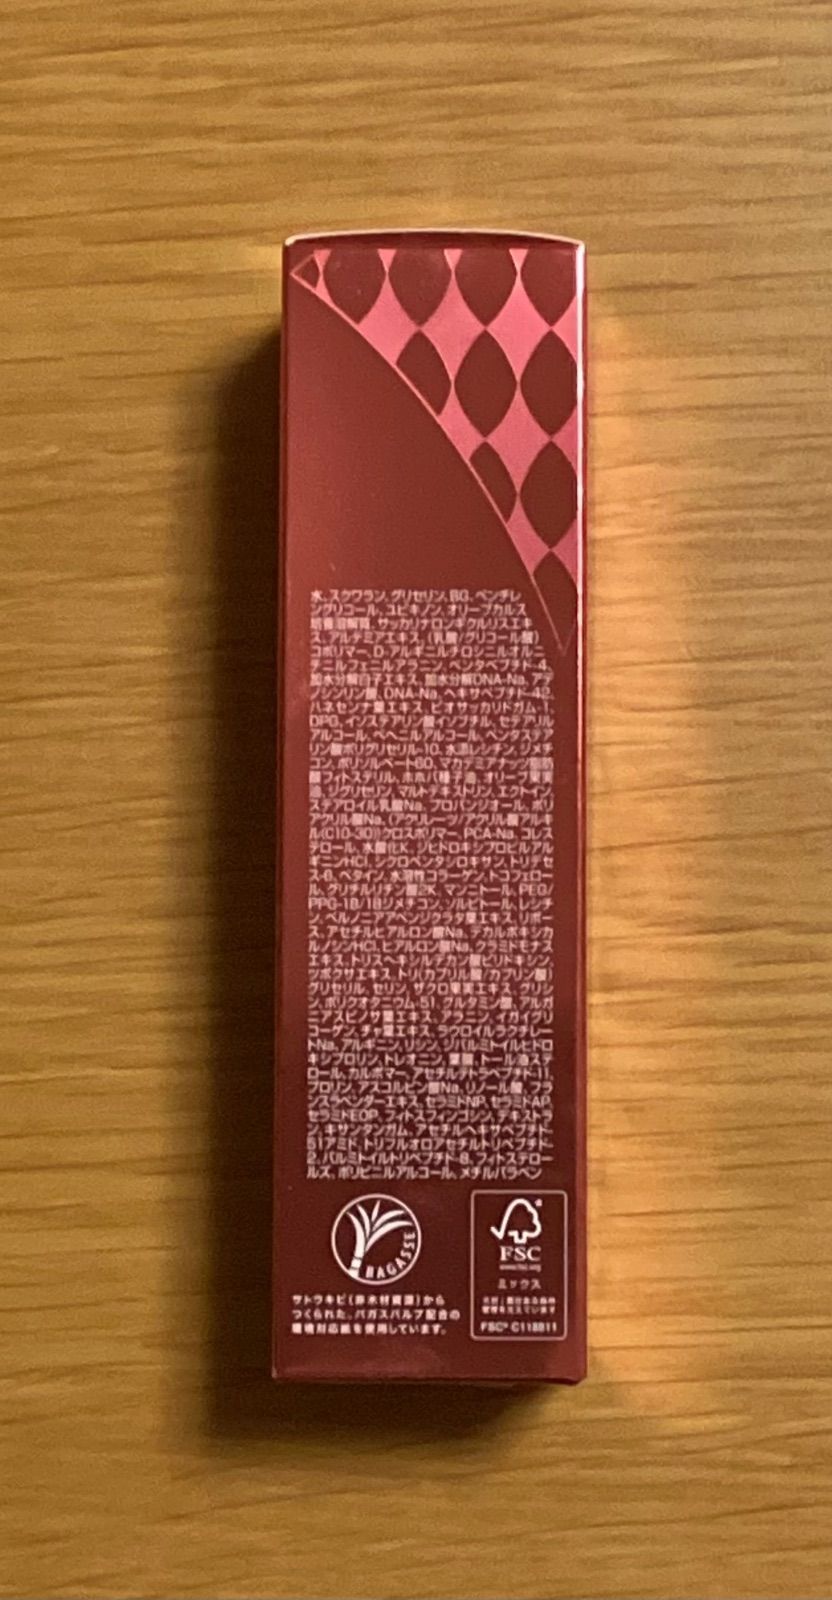 水、スクワラン、グリセリン、BG、ペンチレ
ングリコール、ユビキノン、オリーブカルス
培養溶解質、サッカリナロンギクルリスエキ
ス、アルテミアエキス、(乳酸/グリコール酸)
コポリマー、D-アルギニルチロシニルオルニ
チニルフェニルアラニン、ペンタペプチド-4、
加水分解白子エキス、加水分解DNA-Na、アデ
ノシンリン酸、DNA-Na、ヘキサペプチド-42、
ハネセンナ葉エキス、ビオサッカリドガム-1、
DPG、イソステアリン酸イソプチル、セテアリル
アルコール、ベヘニルアルコール、ペンタステア
リン酸ポリグリセリル-10、水添レシチン、ジメチ
コン、ポリソルベート60、マカデミアナッツ脂肪
酸フィトステリル、ホホバ種子油、オリーブ果実
油、ジグリセリン、マルトデキストリン、エクトイン、
ステアロイル乳酸Na、プロパンジオール、ポリ
アクリル酸Na、(アクリレーツ/アクリル酸アルキ
ル(C10-30))クロスポリマー、PCA-Na、コレス
テロール、水酸化K、ジヒドロキシプロピルアル
ギニンHCl、シクロペンタシロキサン、トリデセ
ス-6、ベタイン、水溶性コラーゲン、トコフェロー
ル、グリチルリチン酸2K、マンニトール、PEG/
PPG-18/18ジメチコン、ソルビトール、レシチ
ン、ベルノニアアペンジクラタ葉エキス、リボー
ス、アセチルヒアルロン酸Na、デカルボキシカ
ルノシンHCl、ヒアルロン酸Na、クラミドモナス
エキス、トリスヘキシルデカン酸ピリドキシン、
ツボクサエキス、トリ(カプリル酸/カプリン酸)
グリセリル、セリン、ザクロ果実エキス、グリシ
ン、ポリクオタニウム-51、グルタミン酸、アルガ
ニアスピノサ葉エキス、アラニン、イガイグリ
コーゲン、チャ葉エキス、ラウロイルラクチレー
トNa、アルギニン、リシン、ジパルミトイルヒドロ
キシプロリン、トレオニン、葉酸、トール油ステ
ロール、カルボマー、アセチルテトラペプチド-11、
プロリン、アスコルビン酸Na、リノール酸、フラ
ンスラベンダーエキス、セラミドNP、セラミドAP、
セラミドEOP、フィトスフィンゴシン、デキストラ
ン、キサンタンガム、アセチルヘキサペプチド-
51アミド、トリフルオロアセチルトリペプチド-
2、パルミトイルトリペプチド-8、フィトステロー
ルズ、ポリビニルアルコール、メチルパラベン
BAGASSE
サトウキビ(非木材資源)から
つくられた、バガスパルプ配合の
環境対応紙を使用しています。
FSC
www.fsc.org
ミックス
FSC® C118811